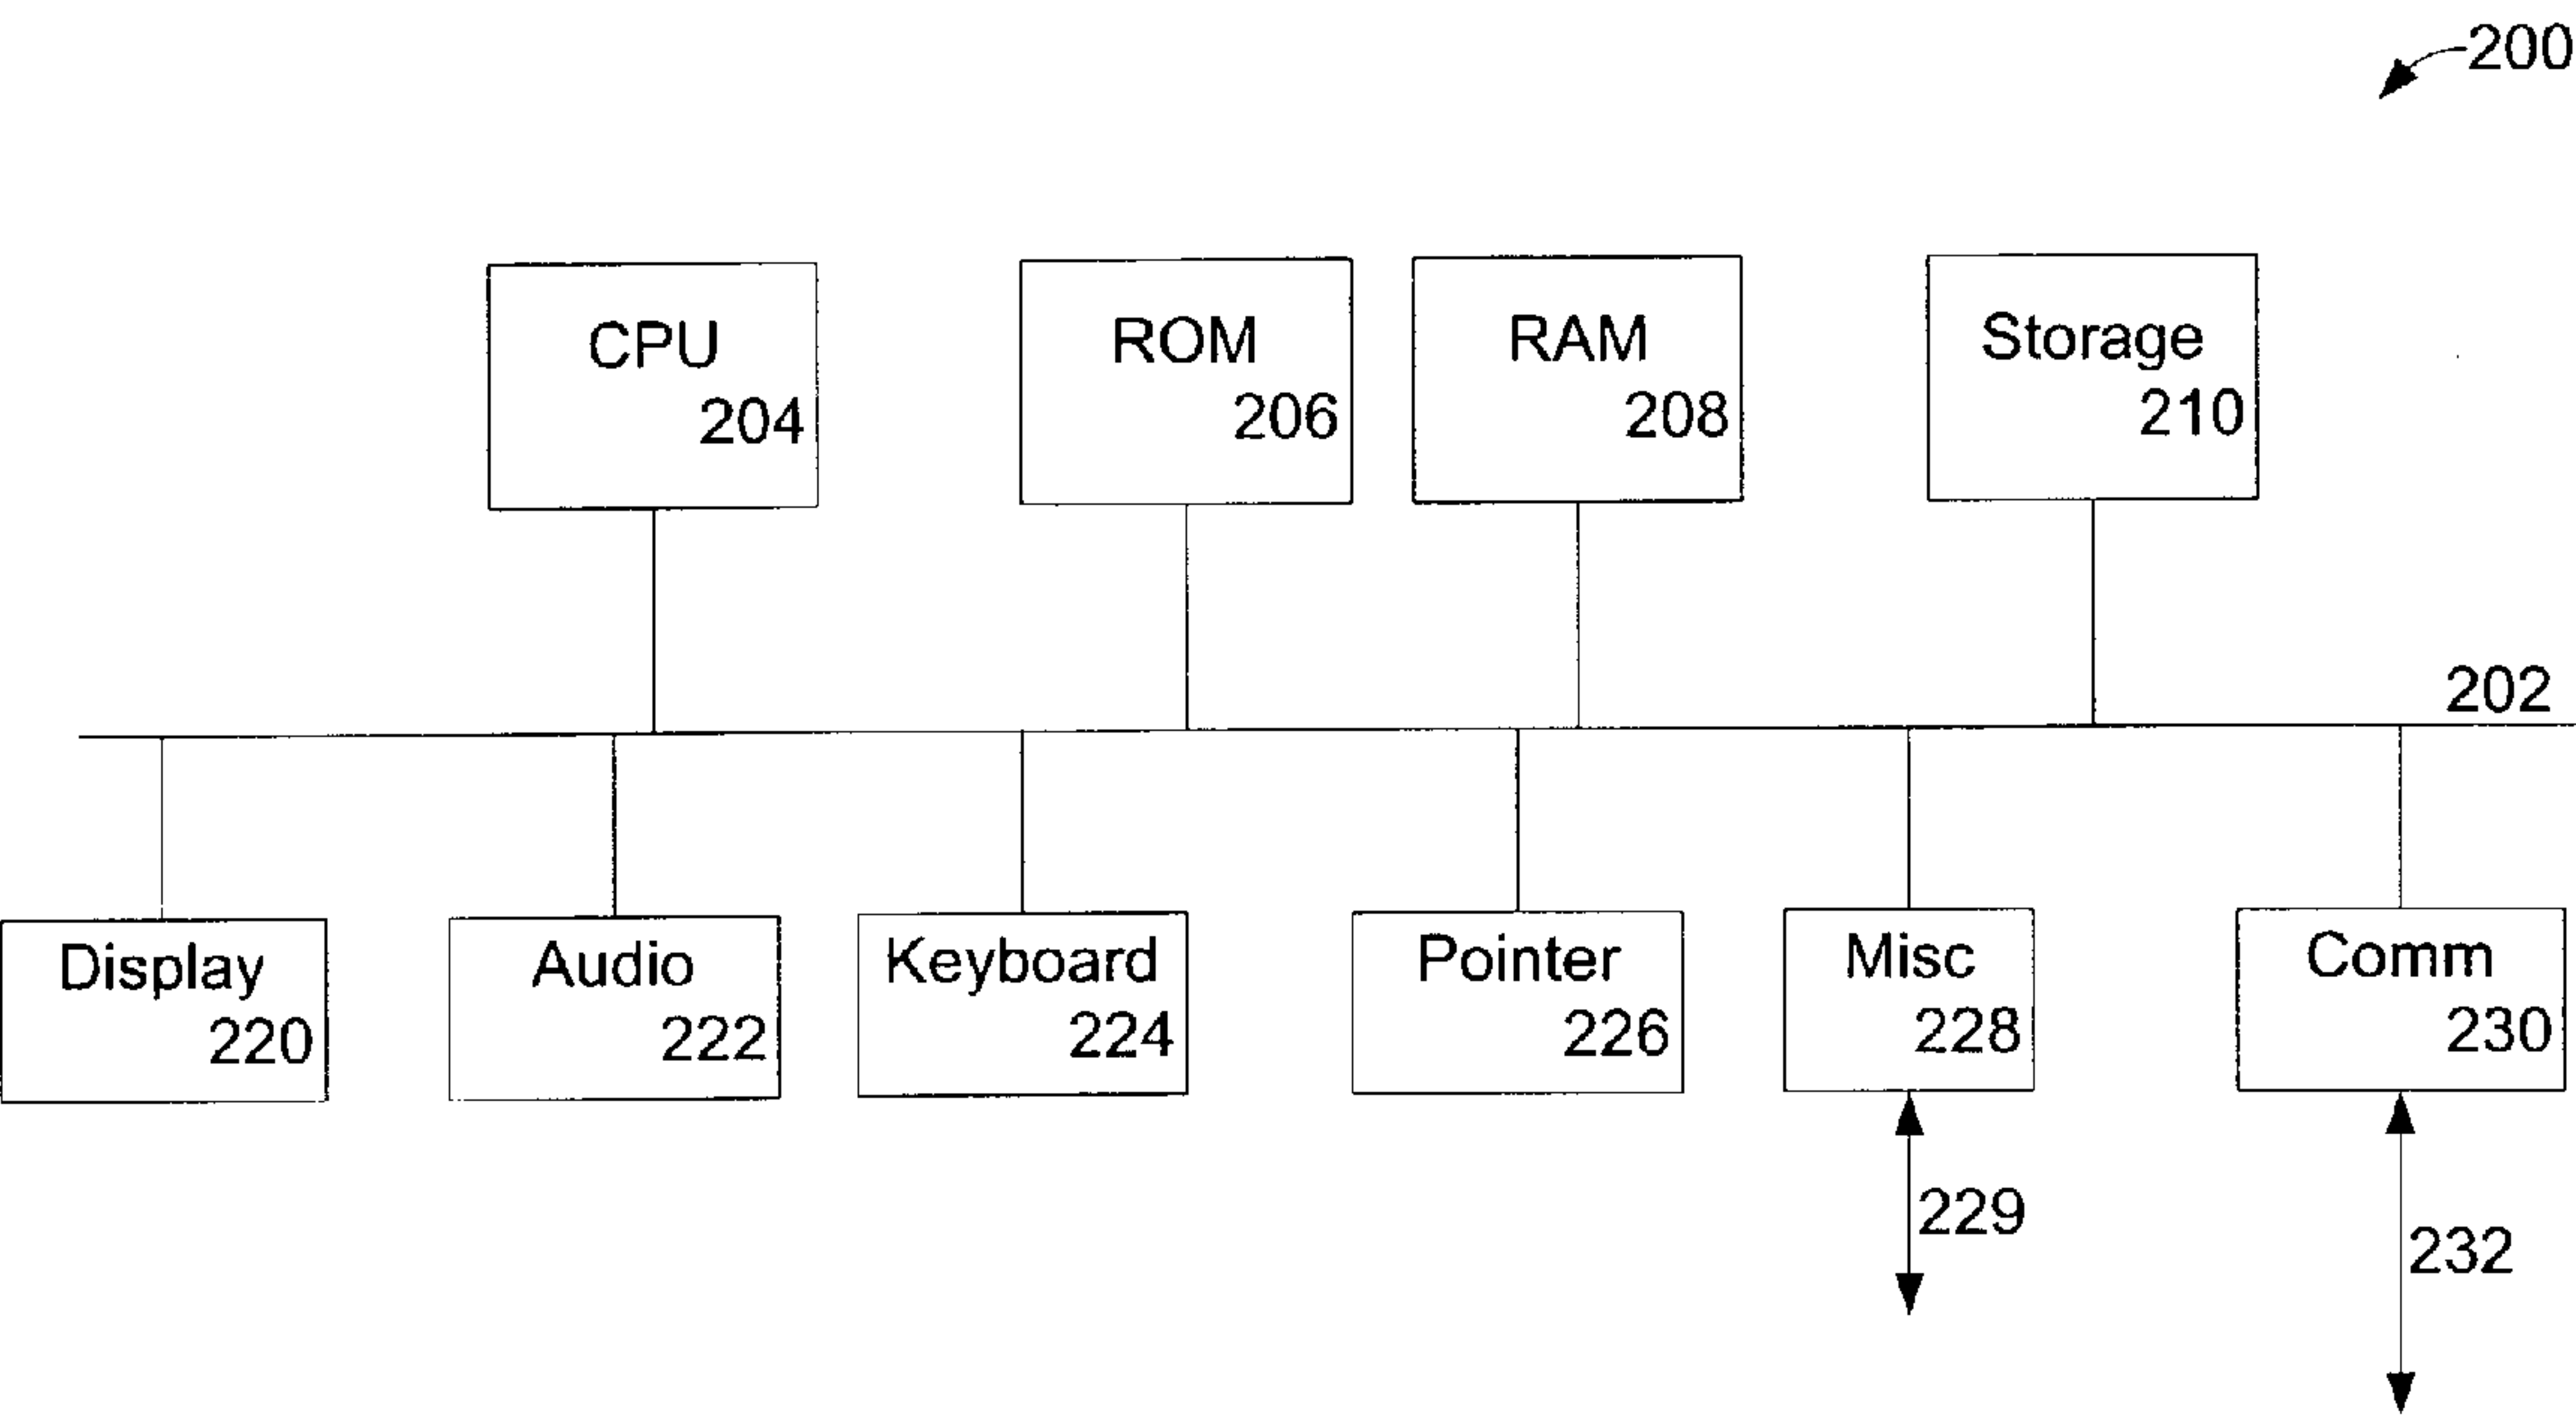 200
CPU
204
ROM
206
RAM
208
Storage
210
202
Display
220
Audio
222
Keyboard
224
Pointer
226
Misc
228
Comm
230
229
232